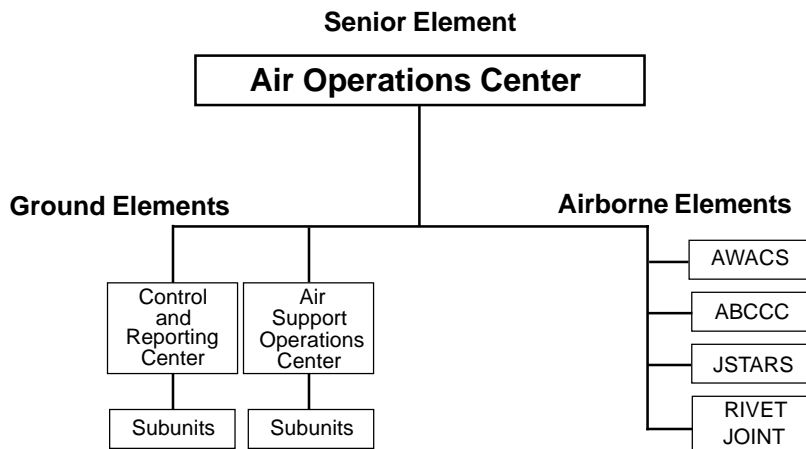 Senior Element
Air Operations Center
Ground Elements
Airborne Elements
Control
and
Reporting
Center
Air
Support
Operations
Center
Subunits
Subunits
AWACS
ABCCC
JSTARS
RIVET
JOINT